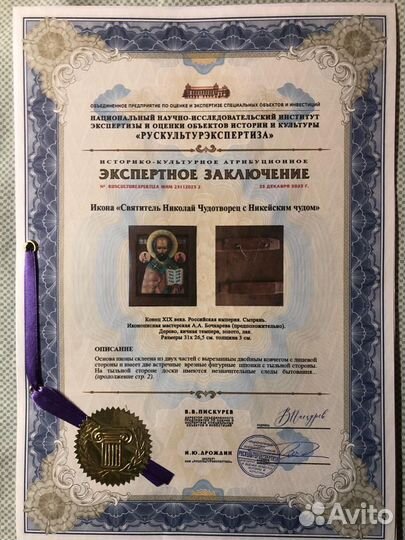 ОБЪЕДИНЕННОЕ ПРЕДПРИЯТИЕ ПО ОЦЕНКЕ И ЭКСПЕРТИЗЕ СПЕЦИАЛЬНЫХ ОБЪЕКТОВ И ИНВЕСТИЦИЙ
НАЦИОНАЛЬНЫЙ НАУЧНО-ИССЛЕДОВАТЕЛЬСКИЙ ИНСТИТУТ
ЭКСПЕРТИЗЫ И ОЦЕНКИ ОБЪЕКТОВ ИСТОРИИ И КУЛЬТУРЫ
«РУСКУЛЬТУРЭКСПЕРТИЗА»
ИСТОРИКО-КУЛЬТУРНОЕ АТРИБУЦИОННОЕ
ЭКСПЕРТНОЕ ЗАКЛЮЧЕНИЕ
№ RUSCULTUREXPERTIZA 25 ДЕКАБРЯ
Икона «Святитель Николай Чудотворец с Никейским чудом»
Конец XIX века. Российская империя. Сызрань.
Иконописная мастерская А.А. Бочкарева (предположительно).
Дерево, яичная темпера, золото, лак.
Размеры 31х26,5 см. толщина 3 см.
ОПИСАНИЕ
Основа иконы склеена из двух частей с вырезанным двойным ковчегом с лицевой
стороны и имеет две встречные врезные фигурные шпонки с тыльной стороны.
На тыльной стороне доски имеются незначительные следы бытования.
(продолжение стр. 2)
В.В.ПИСКУРЕВ
И.Ю.ДРОЖДИН
ЭКСПЕРТ
Avito